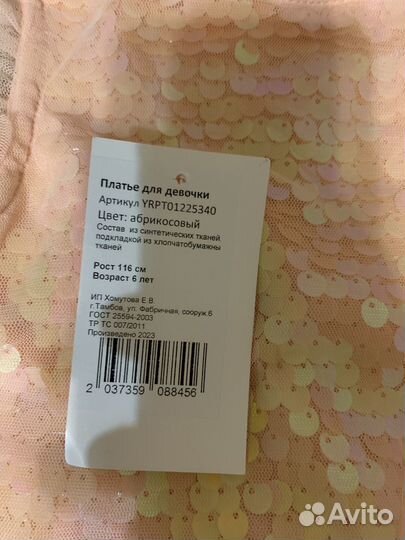 Платье для девочки
Артикул YRPT01225340
Цвет: абрикосовый
Состав из синтетических тканей
подкладкой из хлопчатобумажны
тканей
Рост 116 см
Возраст 6 лет
ИП Хомутова Е.В.
г.Тамбов, ул. Фабричная, сооруж.6
ГОСТ 25594-2003
ТР ТС 007/2011
Произведено 2023
2 037359 088456
Avito